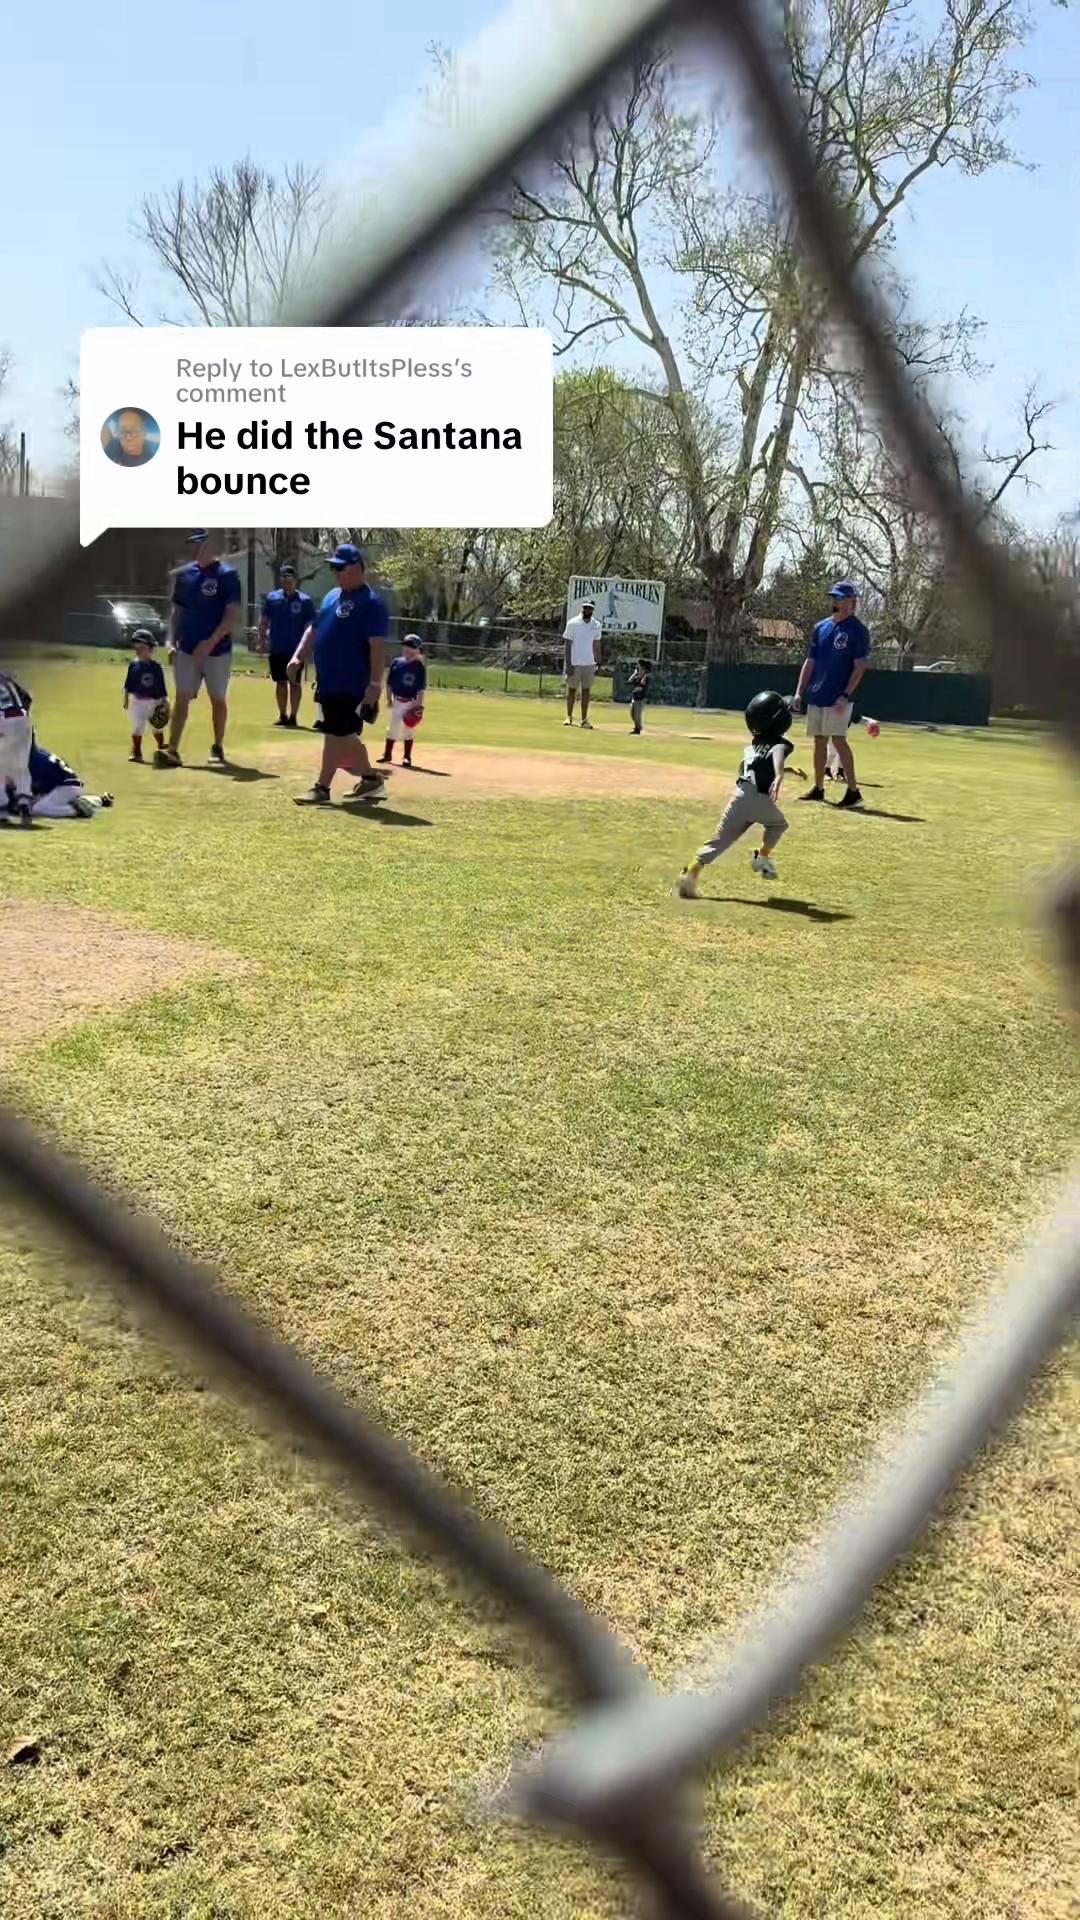 Reply to LexButItsPless's
comment
He did the Santana
bounce
HENRY CHARLES